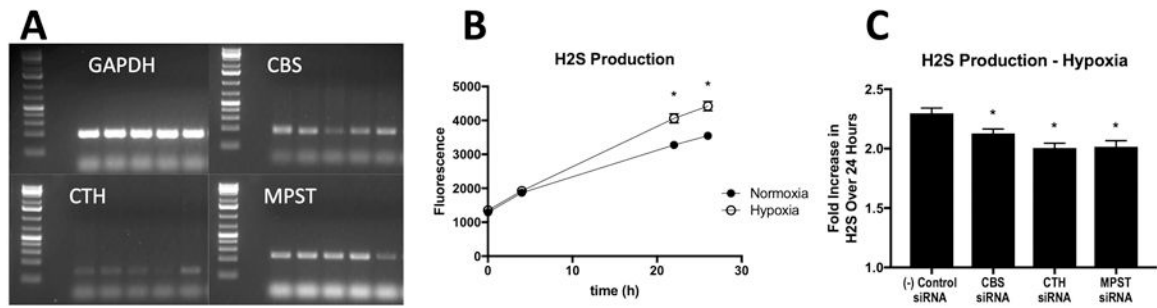 A
GAPDH
CBS
CTH
MPST
B
H2S Production
Fluorescence
5000
4000
3000
2000
1000
0
0
10
20
30
time (h)
*
*
Normoxia
Hypoxia
C
H2S Production - Hypoxia
Fold Increase in
H2S Over 24 Hours
2.5
2.0
1.5
1.0
*
*
*
(-) Control
siRNA
CBS
siRNA
CTH
siRNA
MPST
siRNA